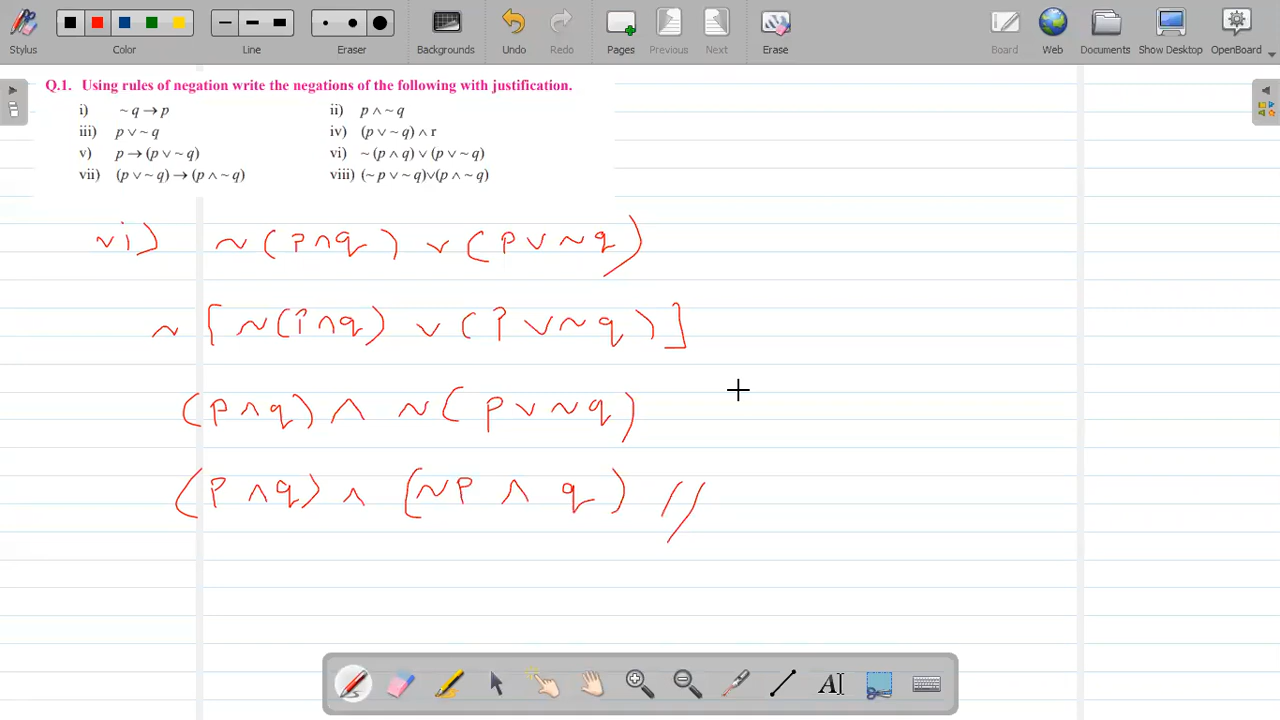 Stylus
Color
Line
Eraser
Backgrounds
Undo
Redo
Pages
Previous
Next
Erase
Board
Web
Documents
Show Desktop
OpenBoard
Q.1. Using rules of negation write the negations of the following with justification.
i) ~ q → p
ii) p ∧ ~ q
iii) p ∨ ~ q
iv) (p ∨ ~ q) ∧ r
v) p → (p ∨ ~ q)
vi) ~ (p ∧ q) ∨ (p ∨ ~ q)
vii) (p ∨ ~ q) → (p ∧ ~ q)
viii) (~ p ∨ ~ q)∨(p ∧ ~ q)
vi) ~ (p ∧ q) ∨ (p ∨ ~ q)
~ [ ~ (p ∧ q) ∨ (p ∨ ~ q) ]
(p ∧ q) ∧ ~ (p ∨ ~ q)
(p ∧ q) ∧ (~ p ∧ q) //
AI